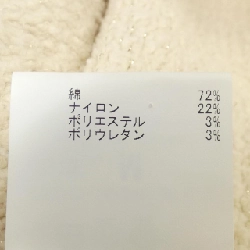 綿 72%
ナイロン 22%
ポリエステル 3%
ポリウレタン 3%